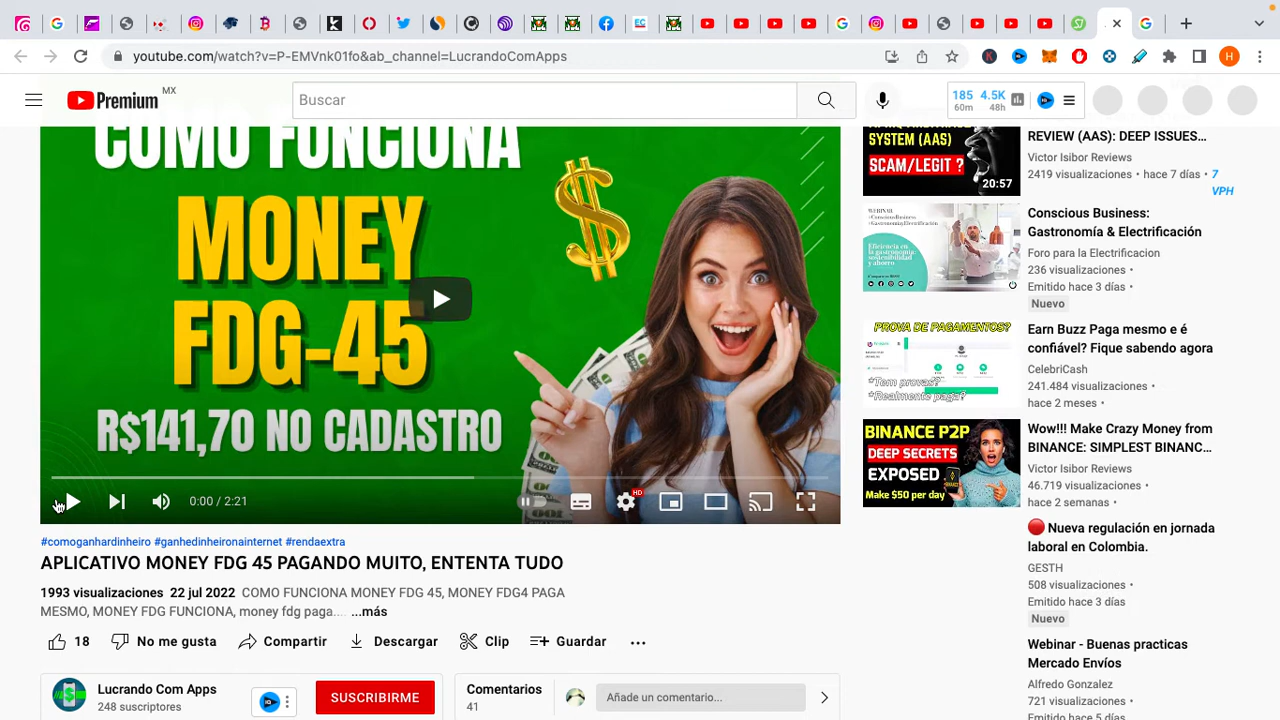 youtube.com/watch?v=P-EMVnk01fo&ab_channel=LucrandoComApps
H
Premium MX
Buscar
185 4.5K
60m 48h
COMO FUNCIONA
MONEY
FDG-45
R$141,70 NO CADASTRO
0:00 / 2:21
HD
#comoganhardinheiro #ganhedinheironainternet #rendaextra
APLICATIVO MONEY FDG 45 PAGANDO MUITO, ENTENTA TUDO
1993 visualizaciones 22 jul 2022 COMO FUNCIONA MONEY FDG 45, MONEY FDG4 PAGA
MESMO, MONEY FDG FUNCIONA, money fdg paga.... ...más
18 No me gusta Compartir Descargar Clip Guardar
Lucrando Com Apps
248 suscriptores
SUSCRIBIRME
Comentarios
41
Añade un comentario...
SYSTEM (AAS)
SCAM/LEGIT ?
20:57
REVIEW (AAS): DEEP ISSUES...
Victor Isibor Reviews
2419 visualizaciones • hace 7 días • 7
VPH
Conscious Business:
Gastronomía & Electrificación
Foro para la Electrificacion
236 visualizaciones •
Emitido hace 3 días
Nuevo
PROVA DE PAGAMENTOS?
*Tem provas?
*Realmente paga?
Earn Buzz Paga mesmo e é
confiável? Fique sabendo agora
CelebriCash
241.484 visualizaciones •
hace 2 meses •
BINANCE P2P
DEEP SECRETS
EXPOSED
Make $50 per day
Wow!!! Make Crazy Money from
BINANCE: SIMPLEST BINANC...
Victor Isibor Reviews
46.719 visualizaciones •
hace 2 semanas •
Nueva regulación en jornada
laboral en Colombia.
GESTH
508 visualizaciones •
Emitido hace 3 días
Nuevo
Webinar - Buenas practicas
Mercado Envíos
Alfredo Gonzalez
721 visualizaciones •
Emitido hace 5 días